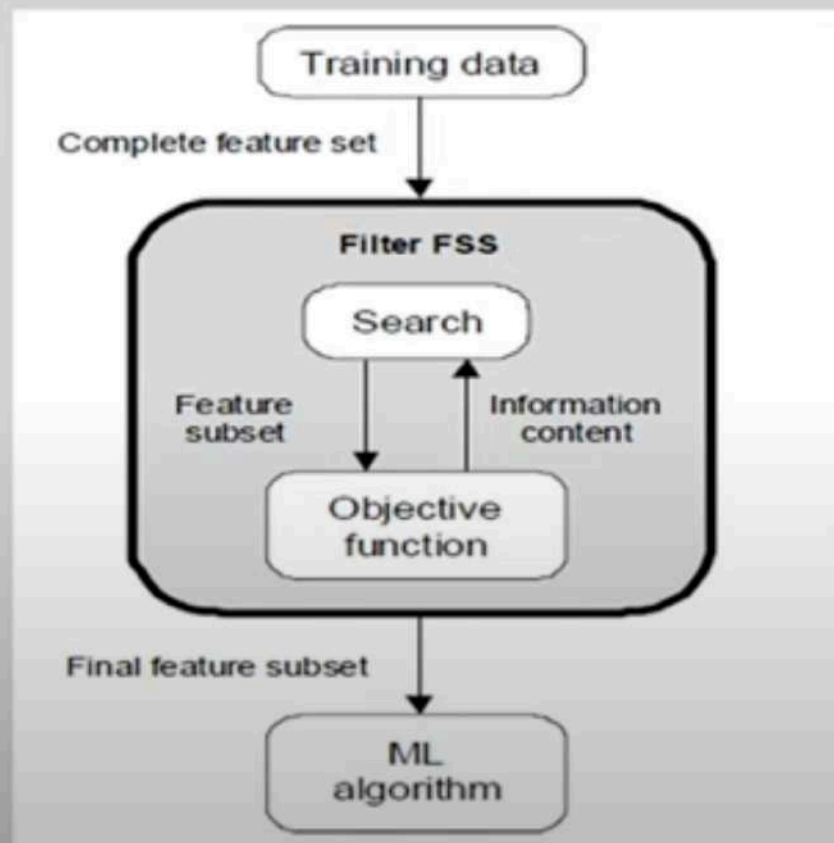 Training data
Complete feature set
Filter FSS
Search
Feature
subset
Information
content
Objective
function
Final feature subset
ML
algorithm